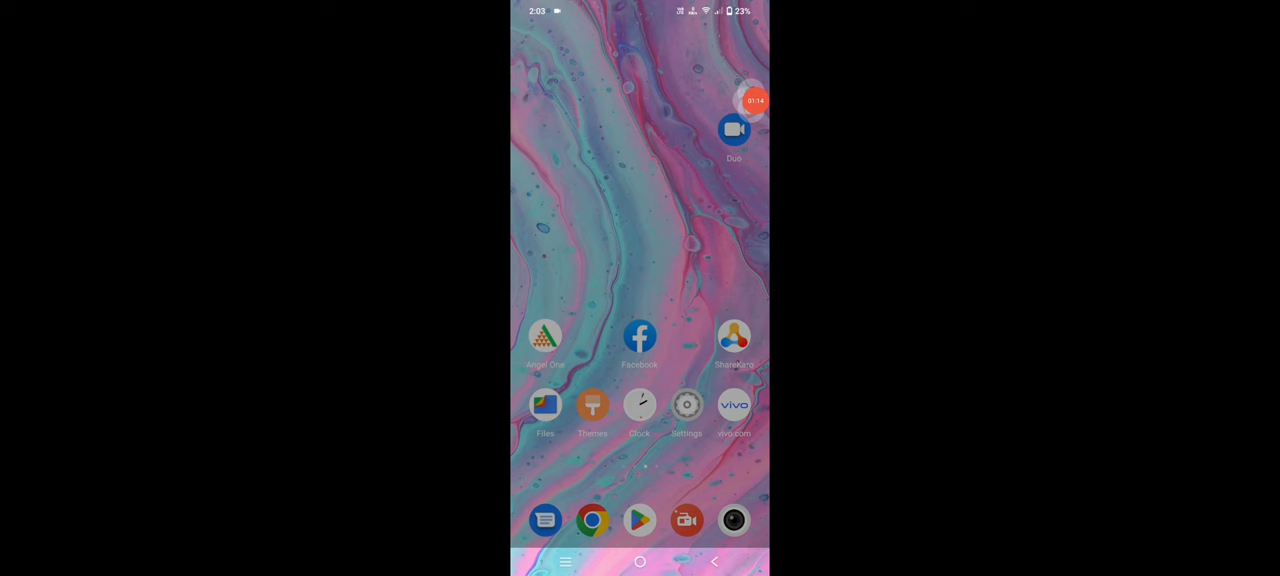 2:03
23%
01:14
Duo
Angel One
Facebook
ShareKaro
Files
Themes
Clock
Settings
vivo
vivo.com